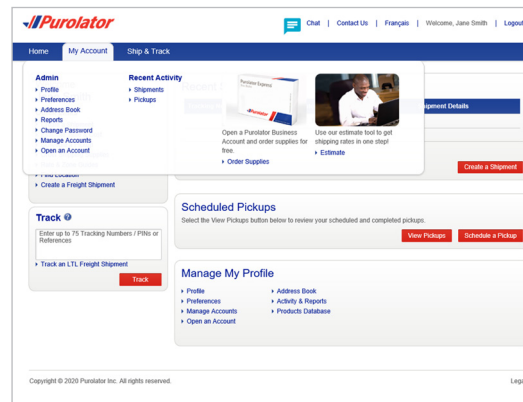 Purolator
Chat | Contact Us | Français | Welcome, Jane Smith | Logout
Home My Account Ship & Track
Admin
Profile
Preferences
Address Book
Reports
Change Password
Manage Accounts
Open an Account
Recent Activity
Shipments
Pickups
Purolator Express
Purolator
Open a Purolator Business
Account and order supplies for
free.
Order Supplies
Use our estimate tool to get
shipping rates in one step!
Estimate
Shipment Details
Create a Shipment
Find Location
Create a Freight Shipment
Track
Enter up to 75 Tracking Numbers / PINs or
References
Track an LTL Freight Shipment
Track
Scheduled Pickups
Select the View Pickups button below to review your scheduled and completed pickups.
View Pickups Schedule a Pickup
Manage My Profile
Profile
Preferences
Manage Accounts
Open an Account
Address Book
Activity & Reports
Products Database
Copyright © 2020 Purolator Inc. All rights reserved.
Lega